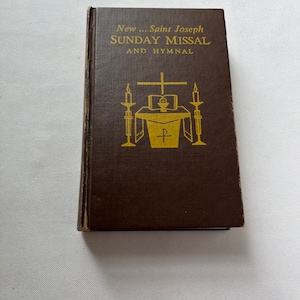 New ... Saint Joseph
SUNDAY MISSAL
AND HYMNAL